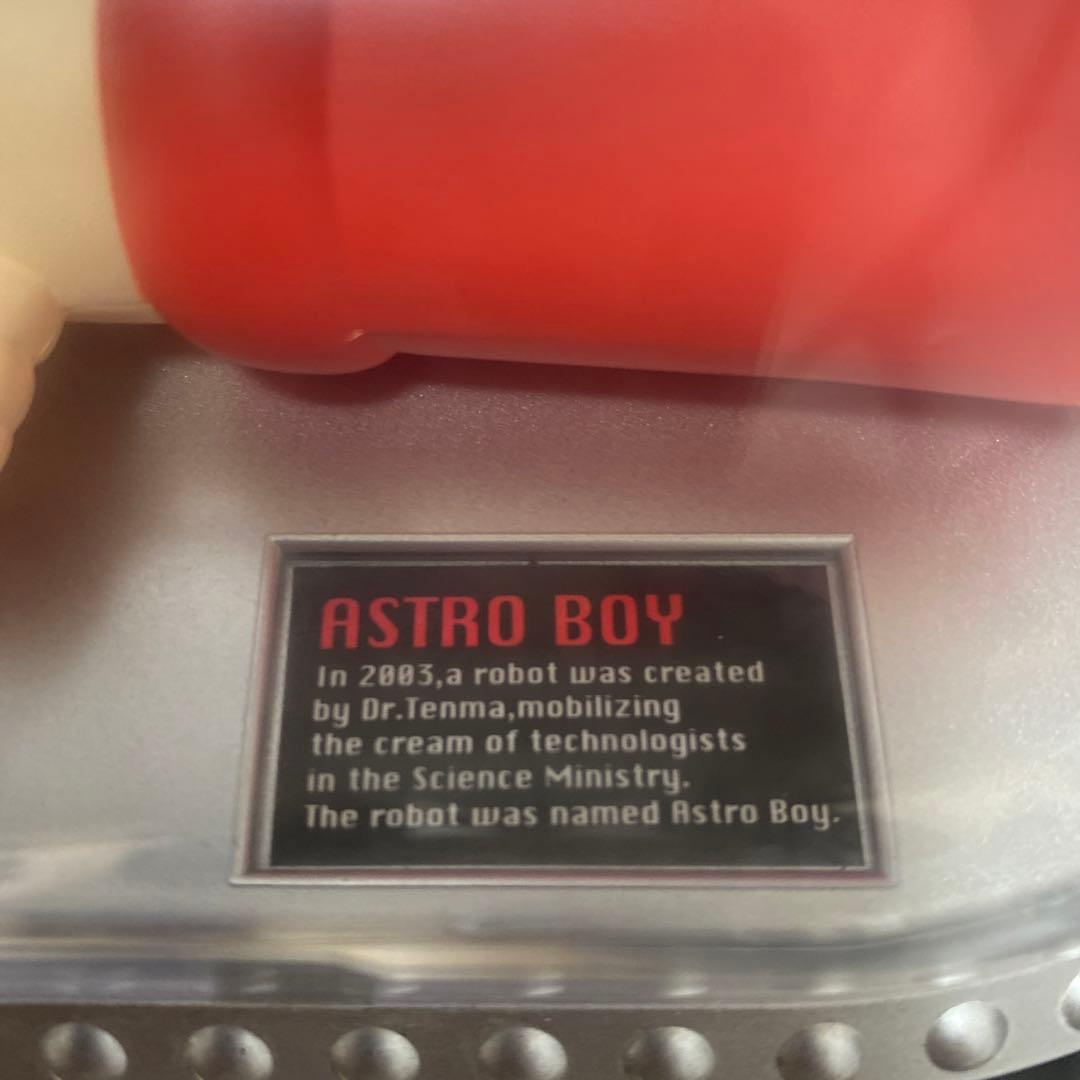 ASTRO BOY
In 2003,a robot was created
by Dr.Tenma,mobilizing
the cream of technologists
in the Science Ministry.
The robot was named Astro Boy.